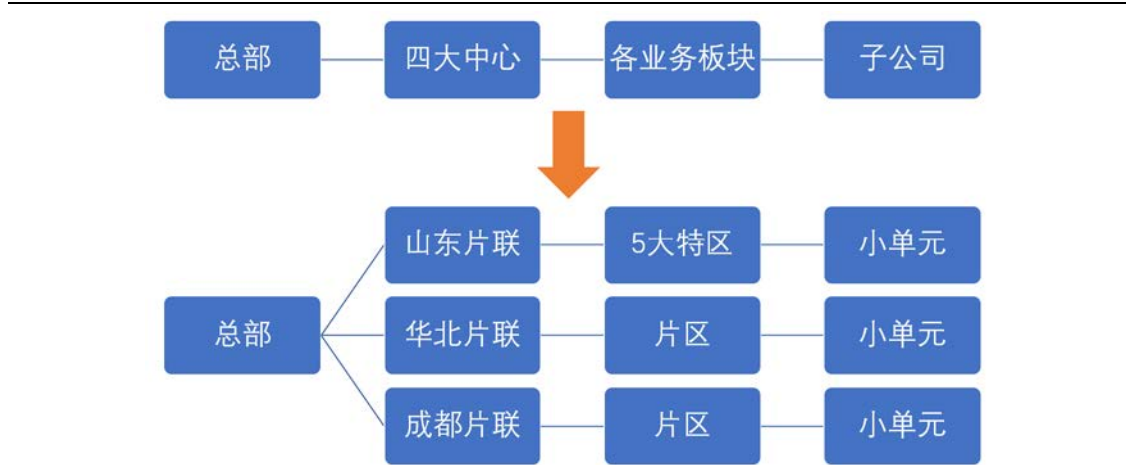 总部 四大中心 各业务板块 子公司
山东片联 5大特区 小单元
总部 华北片联 片区 小单元
成都片联 片区 小单元